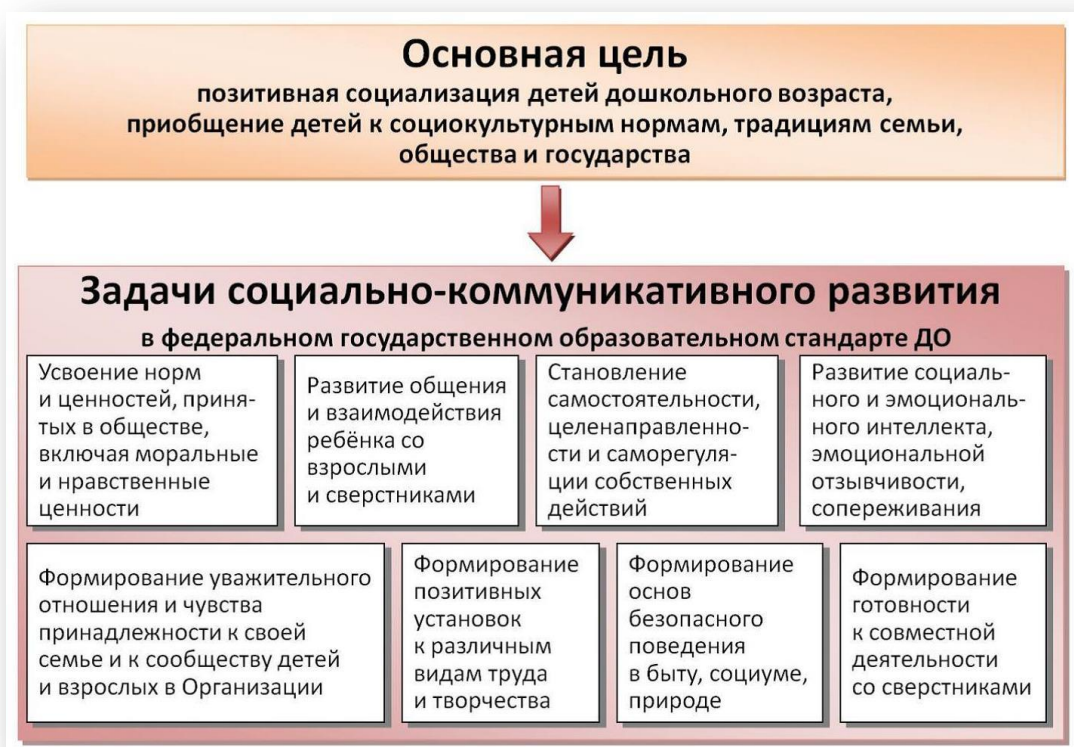 Основная цель
позитивная социализация детей дошкольного возраста,
приобщение детей к социокультурным нормам, традициям семьи,
общества и государства
Задачи социально-коммуникативного развития
в федеральном государственном образовательном стандарте ДО
Усвоение норм
и ценностей, приня-
тых в обществе,
включая моральные
и нравственные
ценности
Развитие общения
и взаимодействия
ребёнка со
взрослыми
и сверстниками
Становление
самостоятельности,
целенаправленно-
сти и саморегуля-
ции собственных
действий
Развитие социаль-
ного и эмоциональ-
ного интеллекта,
эмоциональной
отзывчивости,
сопереживания
Формирование уважительного
отношения и чувства
принадлежности к своей
семье и к сообществу детей
и взрослых в Организации
Формирование
позитивных
установок
к различным
видам труда
и творчества
Формирование
основ
безопасного
поведения
в быту, социуме,
природе
Формирование
готовности
к совместной
деятельности
со сверстниками